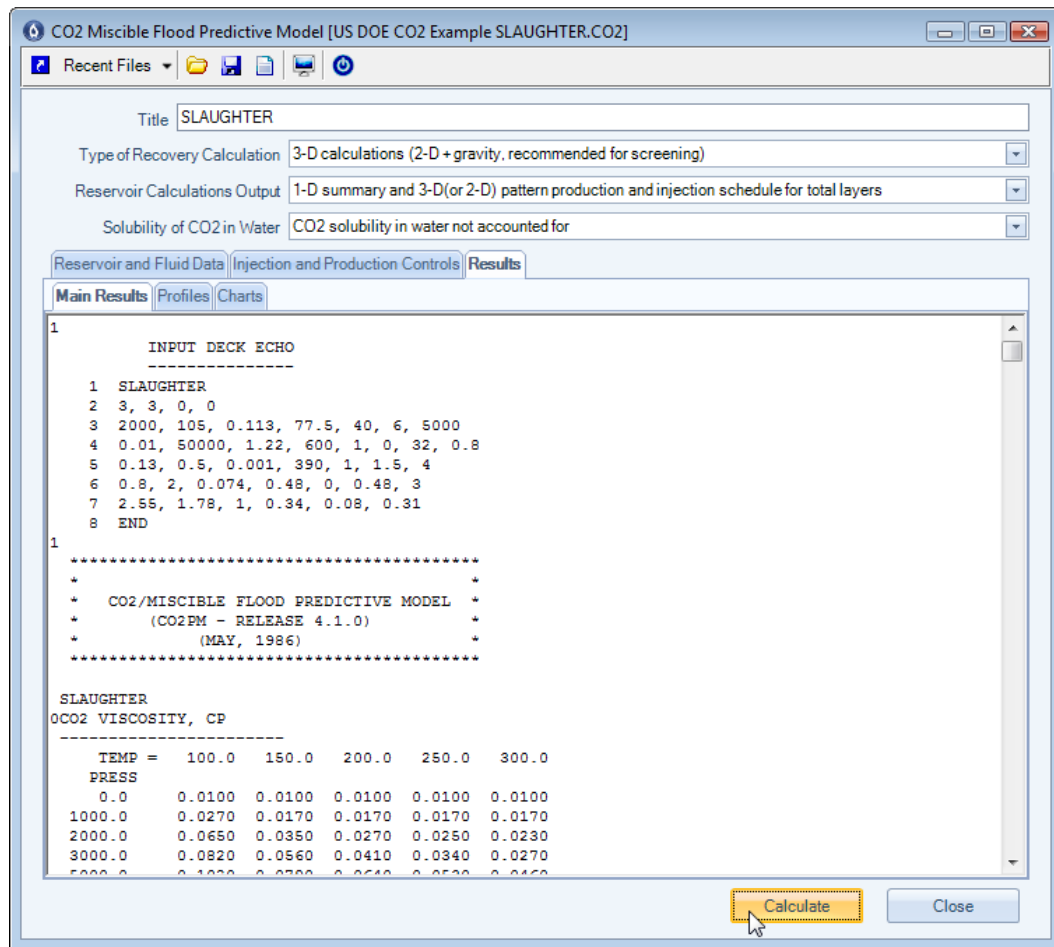 CO2 Miscible Flood Predictive Model [US DOE CO2 Example SLAUGHTER.CO2]
Recent Files
Title SLAUGHTER
Type of Recovery Calculation 3-D calculations (2-D + gravity, recommended for screening)
Reservoir Calculations Output 1-D summary and 3-D(or 2-D) pattern production and injection schedule for total layers
Solubility of CO2 in Water CO2 solubility in water not accounted for
Reservoir and Fluid Data Injection and Production Controls Results
Main Results Profiles Charts
1
INPUT DECK ECHO
---------------
1 SLAUGHTER
2 3, 3, 0, 0
3 2000, 105, 0.113, 77.5, 40, 6, 5000
4 0.01, 50000, 1.22, 600, 1, 0, 32, 0.8
5 0.13, 0.5, 0.001, 390, 1, 1.5, 4
6 0.8, 2, 0.074, 0.48, 0, 0.48, 3
7 2.55, 1.78, 1, 0.34, 0.08, 0.31
8 END
1
******************************************
* *
* CO2/MISCIBLE FLOOD PREDICTIVE MODEL *
* (CO2PM - RELEASE 4.1.0) *
* (MAY, 1986) *
******************************************
SLAUGHTER
0CO2 VISCOSITY, CP
-----------------------
TEMP = 100.0 150.0 200.0 250.0 300.0
PRESS
0.0 0.0100 0.0100 0.0100 0.0100 0.0100
1000.0 0.0270 0.0170 0.0170 0.0170 0.0170
2000.0 0.0650 0.0350 0.0270 0.0250 0.0230
3000.0 0.0820 0.0560 0.0410 0.0340 0.0270
Calculate Close